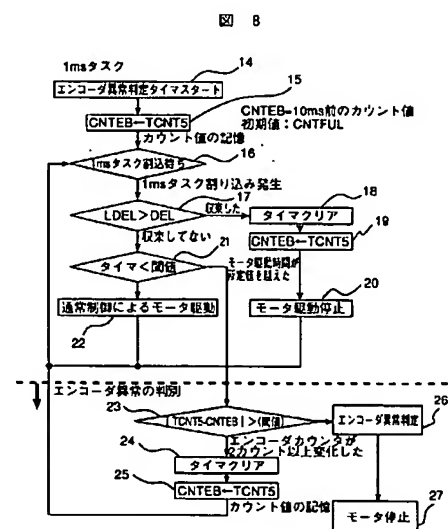 図 8
1msタスク
14
エンコーダ異常判定タイマスタート
15
CNTEB←TCNT5
CNTEB=10ms前のカウント値
初期値：CNTFUL
カウント値の記憶
16
1msタスク割込待ち
1msタスク割り込み発生
17
LDEL>DEL
収束した
18
タイマクリア
19
CNTEB←TCNT5
収束してない
21
タイマ<閾値
モータ駆動時間が
所定値を超えた
20
モータ駆動停止
22
通常制御によるモータ駆動
エンコーダ異常の判別
23
|TCNT5-CNTEB|>(閾値)
26
エンコーダ異常判定
エンコーダカウンタが
2カウント以上変化した
24
タイマクリア
25
CNTEB←TCNT5
カウント値の記憶
27
モータ停止